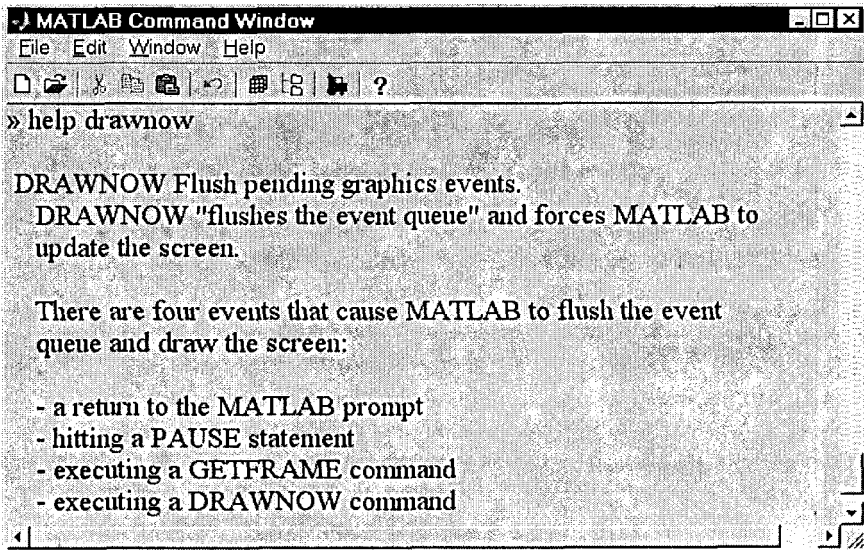 MATLAB Command Window
File Edit Window Help
?
» help drawnow
DRAWNOW Flush pending graphics events.
DRAWNOW "flushes the event queue" and forces MATLAB to
update the screen.
There are four events that cause MATLAB to flush the event
queue and draw the screen:
- a return to the MATLAB prompt
- hitting a PAUSE statement
- executing a GETFRAME command
- executing a DRAWNOW command